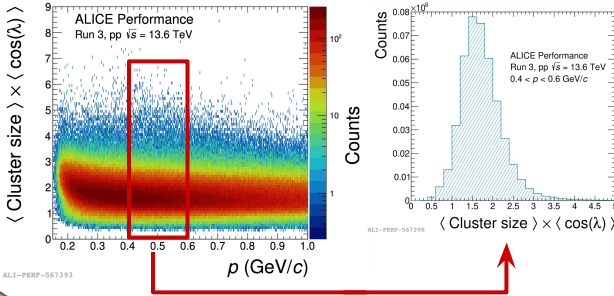 ALICE Performance
Run 3, pp √s = 13.6 TeV
⟨ Cluster size ⟩ × ⟨ cos(λ) ⟩
9
8
7
6
5
4
3
2
1
0
0.2 0.3 0.4 0.5 0.6 0.7 0.8 0.9 1.0
p (GeV/c)
10²
10
1
Counts
ALI-PERF-567393
×10⁶
0.08
0.07
0.06
0.05
0.04
0.03
0.02
0.01
0
Counts
ALICE Performance
Run 3, pp √s = 13.6 TeV
0.4 < p < 0.6 GeV/c
0 0.5 1 1.5 2 2.5 3 3.5 4 4.5
⟨ Cluster size ⟩ × ⟨ cos(λ) ⟩